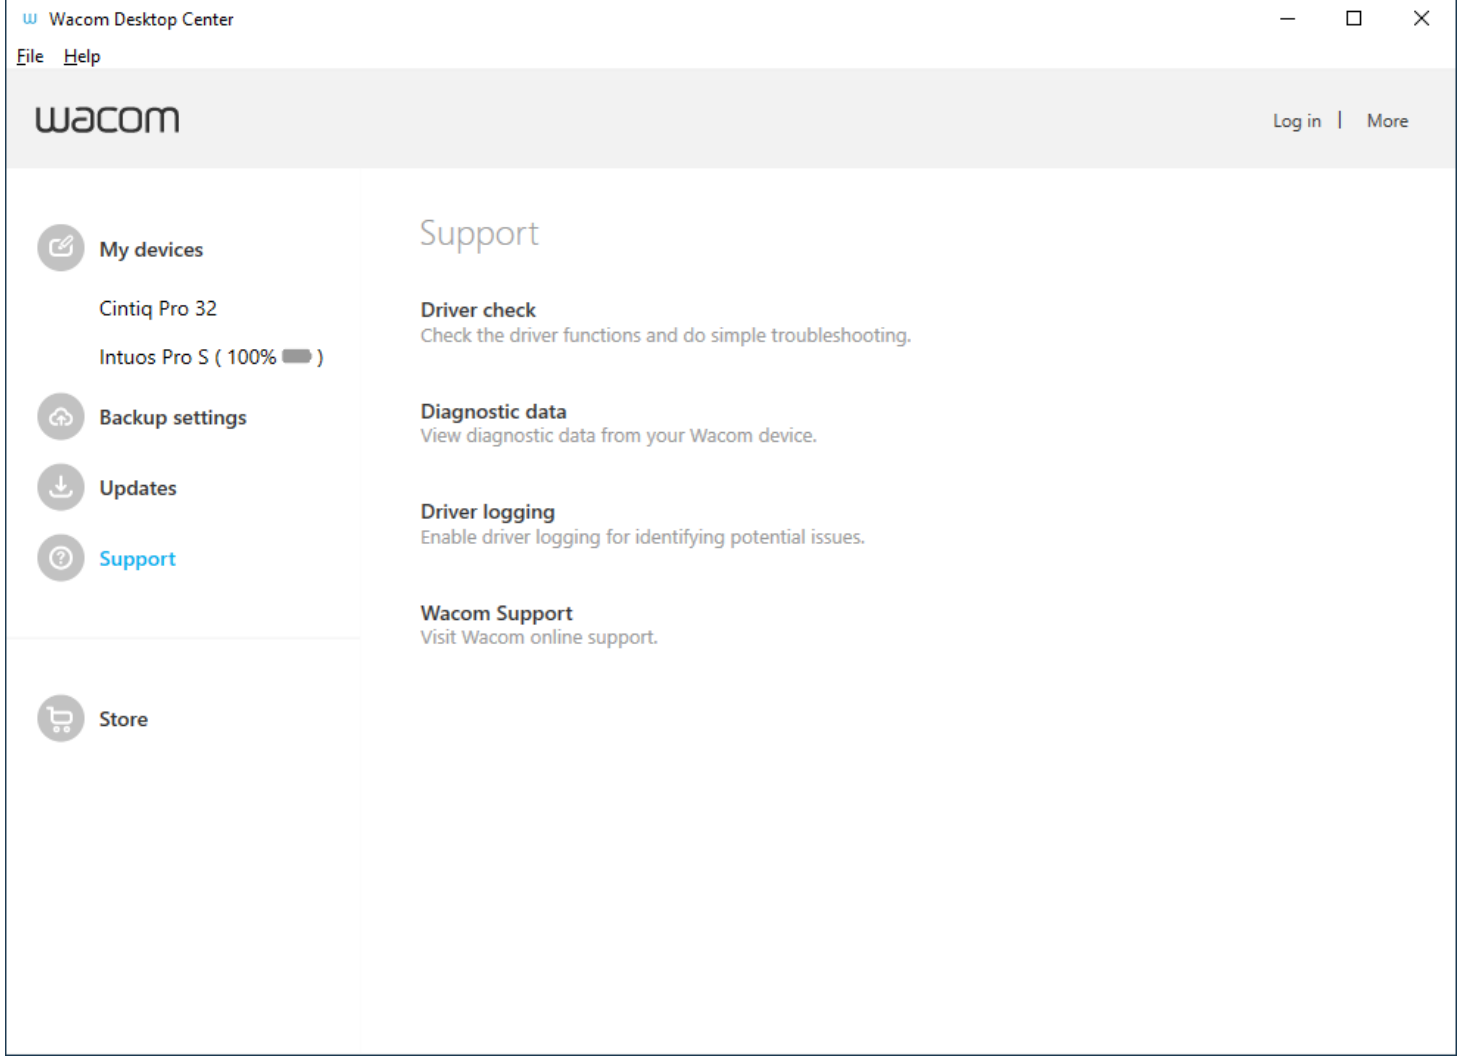 Wacom Desktop Center
File Help
wacom
Log in | More
My devices
Cintiq Pro 32
Intuos Pro S ( 100% )
Backup settings
Updates
Support
Store
Support
Driver check
Check the driver functions and do simple troubleshooting.
Diagnostic data
View diagnostic data from your Wacom device.
Driver logging
Enable driver logging for identifying potential issues.
Wacom Support
Visit Wacom online support.